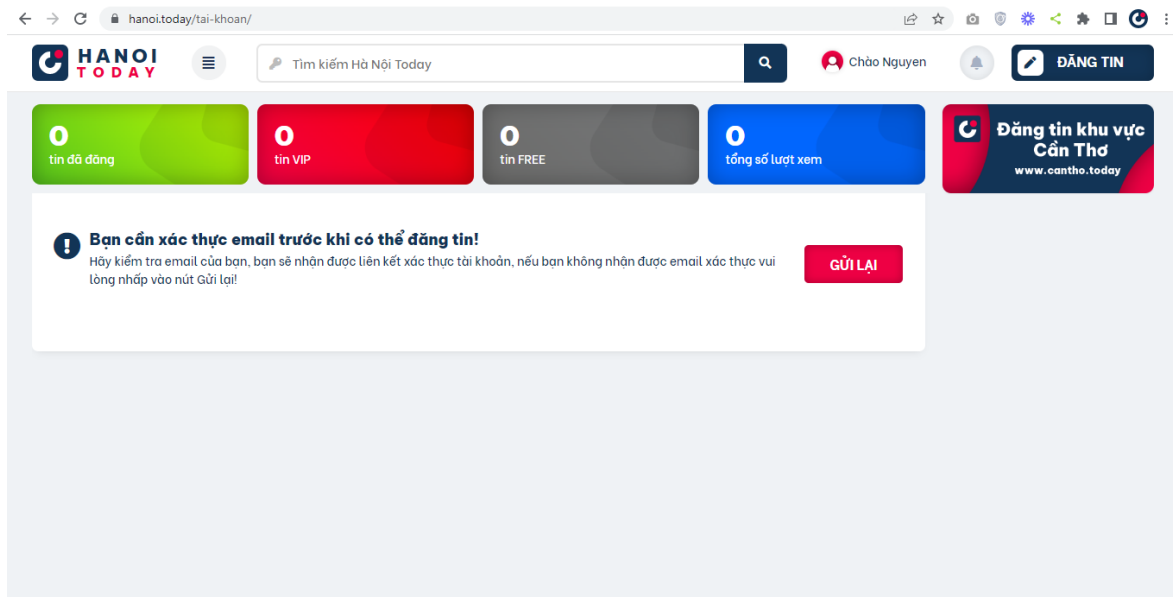 hanoi.today/tai-khoan/
HANOI
TODAY
Tìm kiếm Hà Nội Today
Chào Nguyen
ĐĂNG TIN
0
tin đã đăng
0
tin VIP
0
tin FREE
0
tổng số lượt xem
Đăng tin khu vực
Cần Thơ
www.cantho.today
Bạn cần xác thực email trước khi có thể đăng tin!
Hãy kiểm tra email của bạn, bạn sẽ nhận được liên kết xác thực tài khoản, nếu bạn không nhận được email xác thực vui
lòng nhấp vào nút Gửi lại!
GỬI LẠI